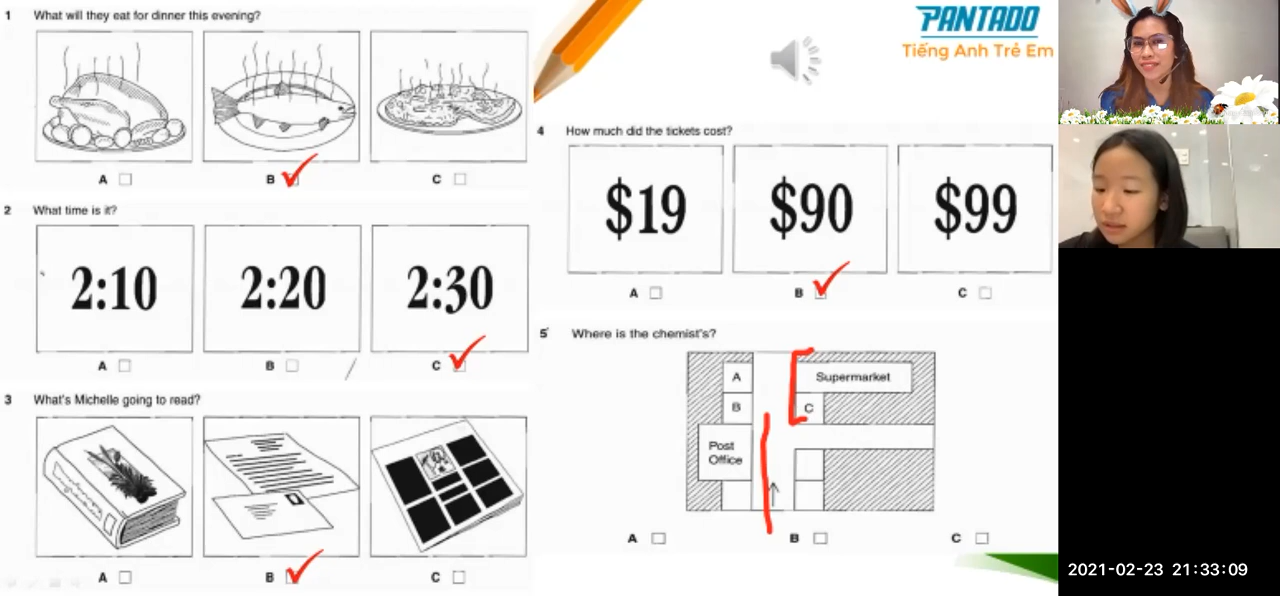 1 What will they eat for dinner this evening?
A B C
2 What time is it?
2:10 2:20 2:30
A B C
3 What's Michelle going to read?
A B C
PANTADO
Tiếng Anh Trẻ Em
4 How much did the tickets cost?
$19 $90 $99
A B C
5 Where is the chemist's?
A Supermarket
B C
Post
Office
A B C
2021-02-23 21:33:09